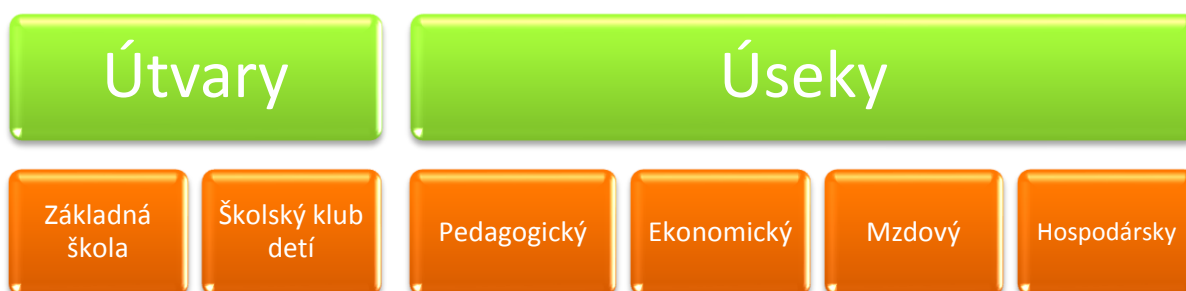 Útvary
Úseky
Základná
škola
Školský klub
detí
Pedagogický
Ekonomický
Mzdový
Hospodársky